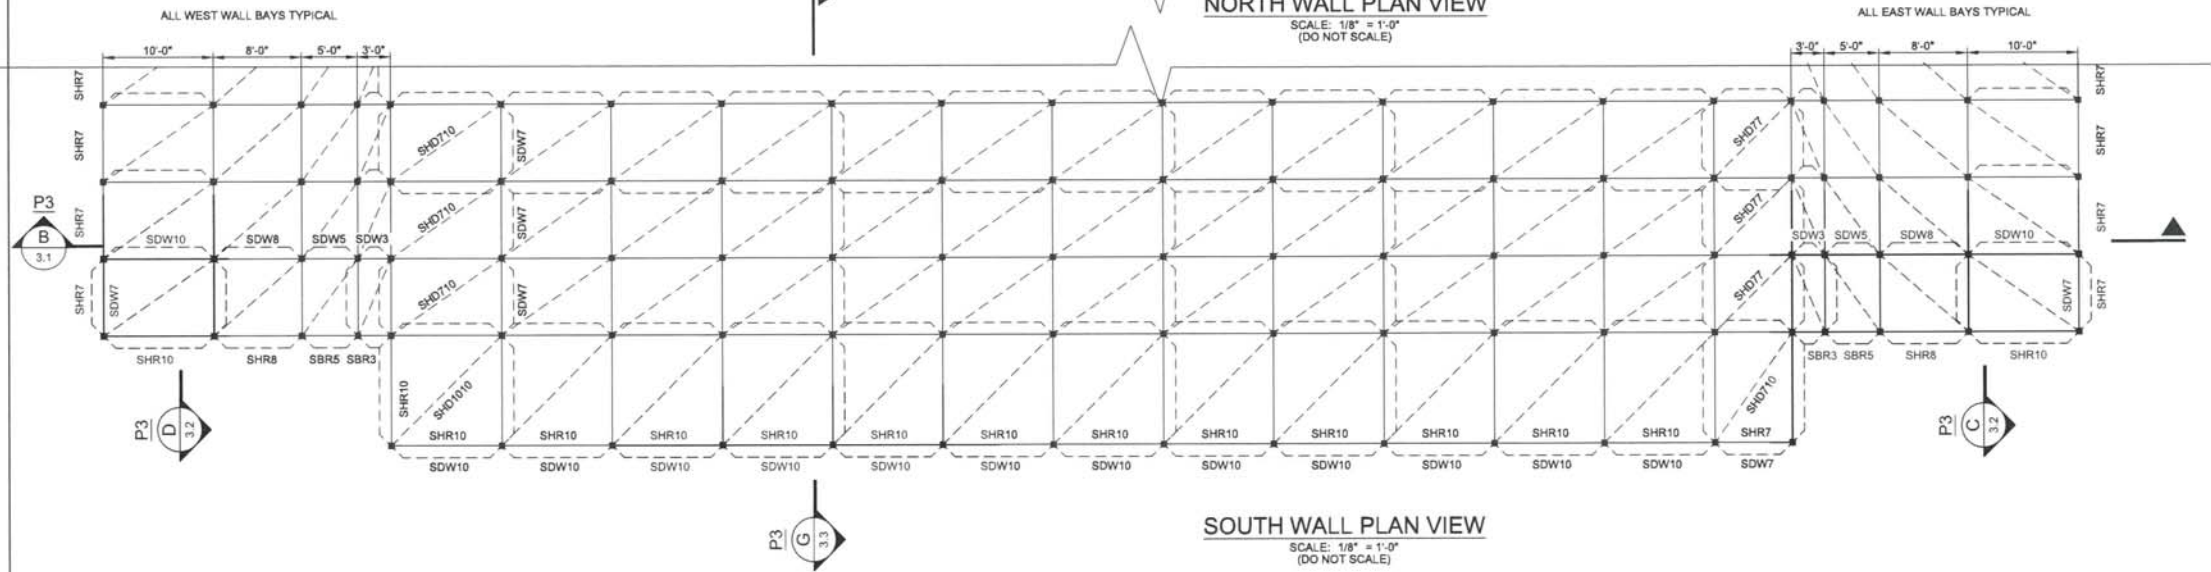 NORTH WALL PLAN VIEW
SCALE: 1/8" = 1'-0"
(DO NOT SCALE)
ALL WEST WALL BAYS TYPICAL
ALL EAST WALL BAYS TYPICAL
10'-0" 8'-0" 5'-0" 3'-0"
3'-0" 5'-0" 8'-0" 10'-0"
SHR7 SHR7
SHR7 SHD710 SDW7 SHD77 SHR7
SHR7 SHD710 SDW7 SHD77 SHR7
P3
B
3.1
SDW10 SDW8 SDW5 SDW3
SDW3 SDW5 SDW8 SDW10
SHR7 SDW7 SHD710 SDW7 SHD77 SDW7 SHR7
SHR10 SHR8 SBR5 SBR3
SBR3 SBR5 SHR8 SHR10
SHR10 SHD1010 SHD710
P3
D
3.2
P3
C
3.2
SHR10 SHR10 SHR10 SHR10 SHR10 SHR10 SHR10 SHR10 SHR10 SHR10 SHR10 SHR10 SHR7
SDW10 SDW10 SDW10 SDW10 SDW10 SDW10 SDW10 SDW10 SDW10 SDW10 SDW10 SDW10 SDW7
P3
G
3.3
SOUTH WALL PLAN VIEW
SCALE: 1/8" = 1'-0"
(DO NOT SCALE)